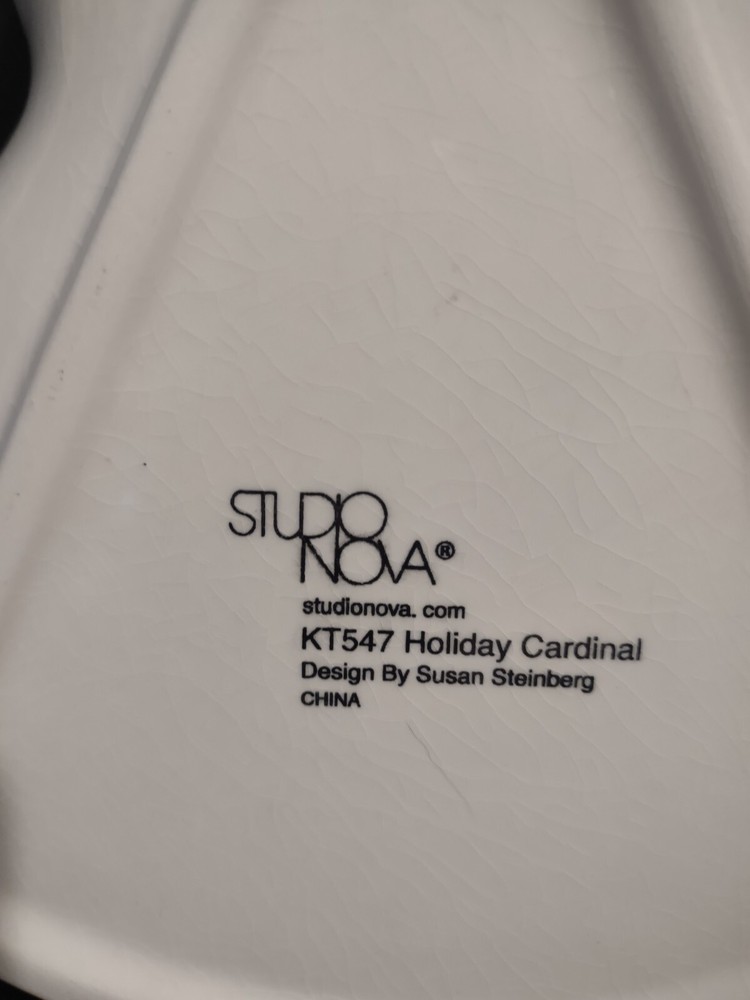 STUDIO
NOVA®
studionova. com
KT547 Holiday Cardinal
Design By Susan Steinberg
CHINA